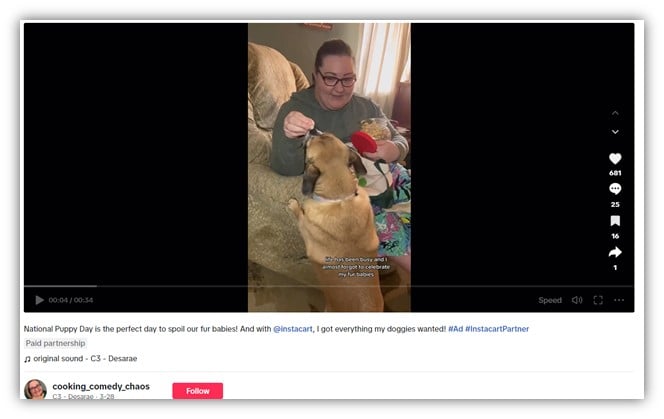 life has been busy and I
almost forgot to celebrate
my fur babies
681
25
16
1
00:04 / 00:34
Speed
National Puppy Day is the perfect day to spoil our fur babies! And with @instacart, I got everything my doggies wanted! #Ad #InstacartPartner
Paid partnership
original sound - C3 - Desarae
cooking_comedy_chaos
C3 - Desarae · 3-28
Follow